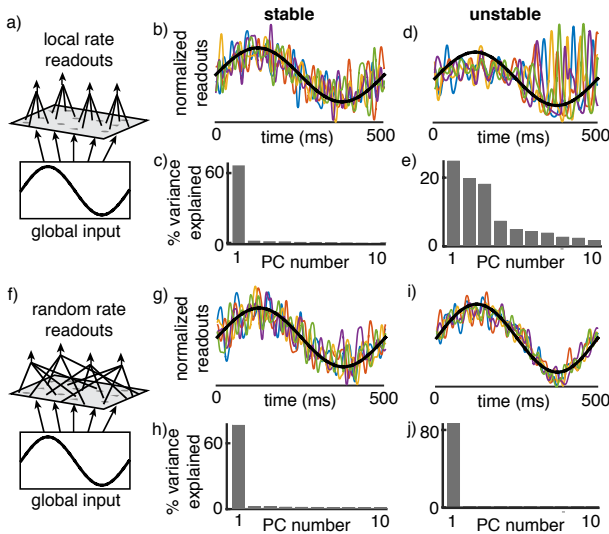 stable
unstable
a)
local rate
readouts
global input
b)
normalized
readouts
0
time (ms)
500
d)
0
time (ms)
500
c)
% variance
explained
60
0
1
PC number
10
e)
20
0
1
PC number
10
f)
random rate
readouts
global input
g)
normalized
readouts
0
time (ms)
500
i)
0
time (ms)
500
h)
% variance
explained
60
1
PC number
10
j)
80
1
PC number
10